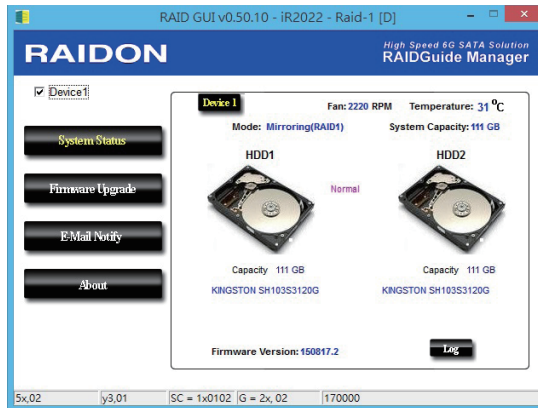 RAID GUI v0.50.10 - iR2022 - Raid-1 [D]
RAIDON
High Speed 6G SATA Solution
RAIDGuide Manager
Device1
System Status
Firmware Upgrade
E-Mail Notify
About
Device 1
Fan: 2220 RPM Temperature: 31 °C
Mode: Mirroring(RAID1) System Capacity: 111 GB
HDD1 HDD2
Normal
Capacity 111 GB Capacity 111 GB
KINGSTON SH103S3120G KINGSTON SH103S3120G
Firmware Version: 150817.2
Log
5x,02 y3,01 SC = 1x0102 G = 2x, 02 170000